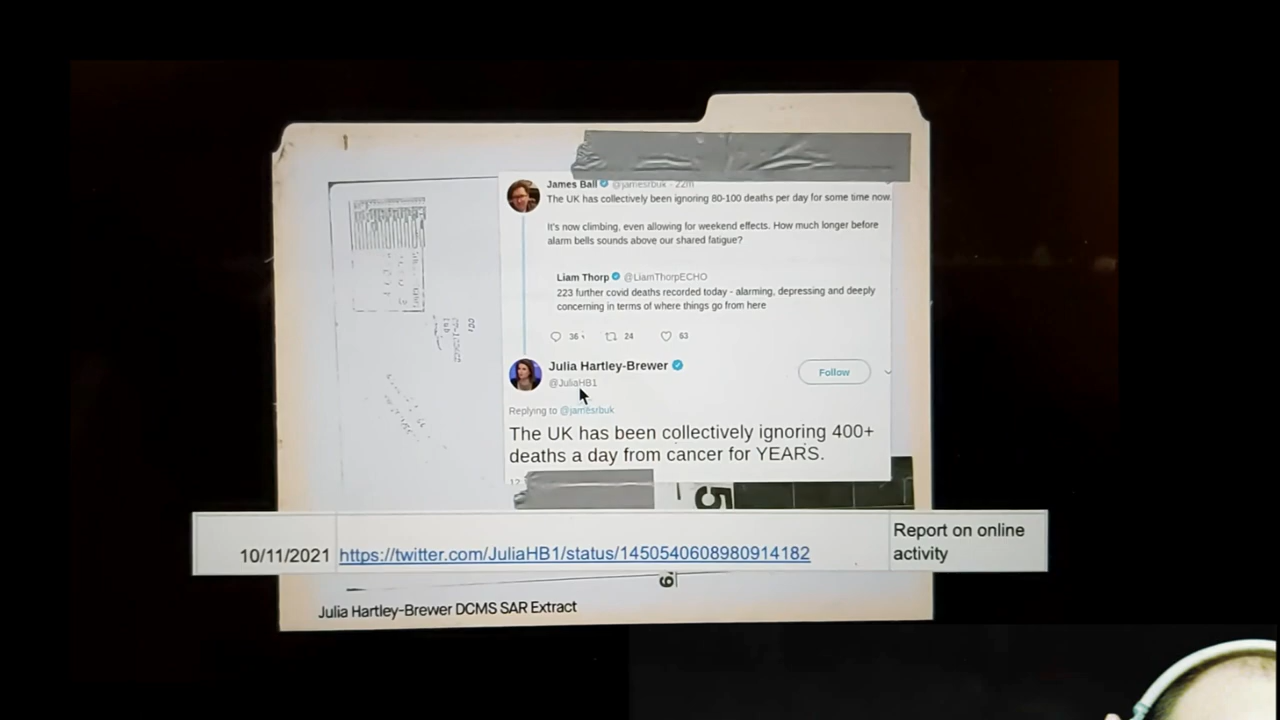 James Ball @jamesrbuk - 22m
The UK has collectively been ignoring 80-100 deaths per day for some time now.
It's now climbing, even allowing for weekend effects. How much longer before
alarm bells sounds above our shared fatigue?
Liam Thorp @LiamThorpECHO
223 further covid deaths recorded today - alarming, depressing and deeply
concerning in terms of where things go from here
36 24 63
Julia Hartley-Brewer
@JuliaHB1
Follow
Replying to @jamesrbuk
The UK has been collectively ignoring 400+
deaths a day from cancer for YEARS.
10/11/2021 https://twitter.com/JuliaHB1/status/1450540608980914182 Report on online
activity
Julia Hartley-Brewer DCMS SAR Extract